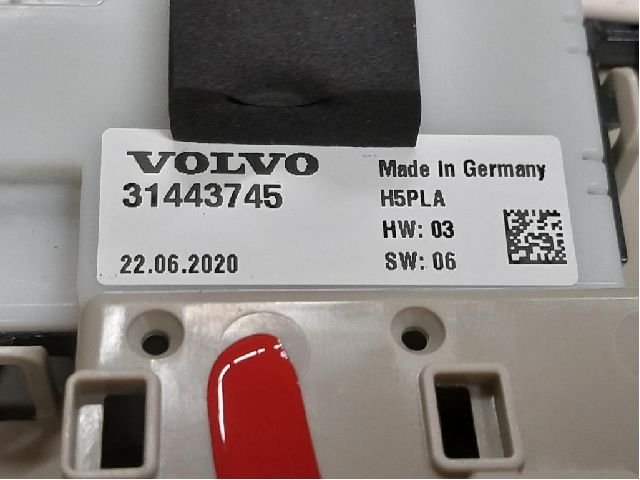 VOLVO
31443745
22.06.2020
Made in Germany
H5PLA
HW: 03
SW: 06